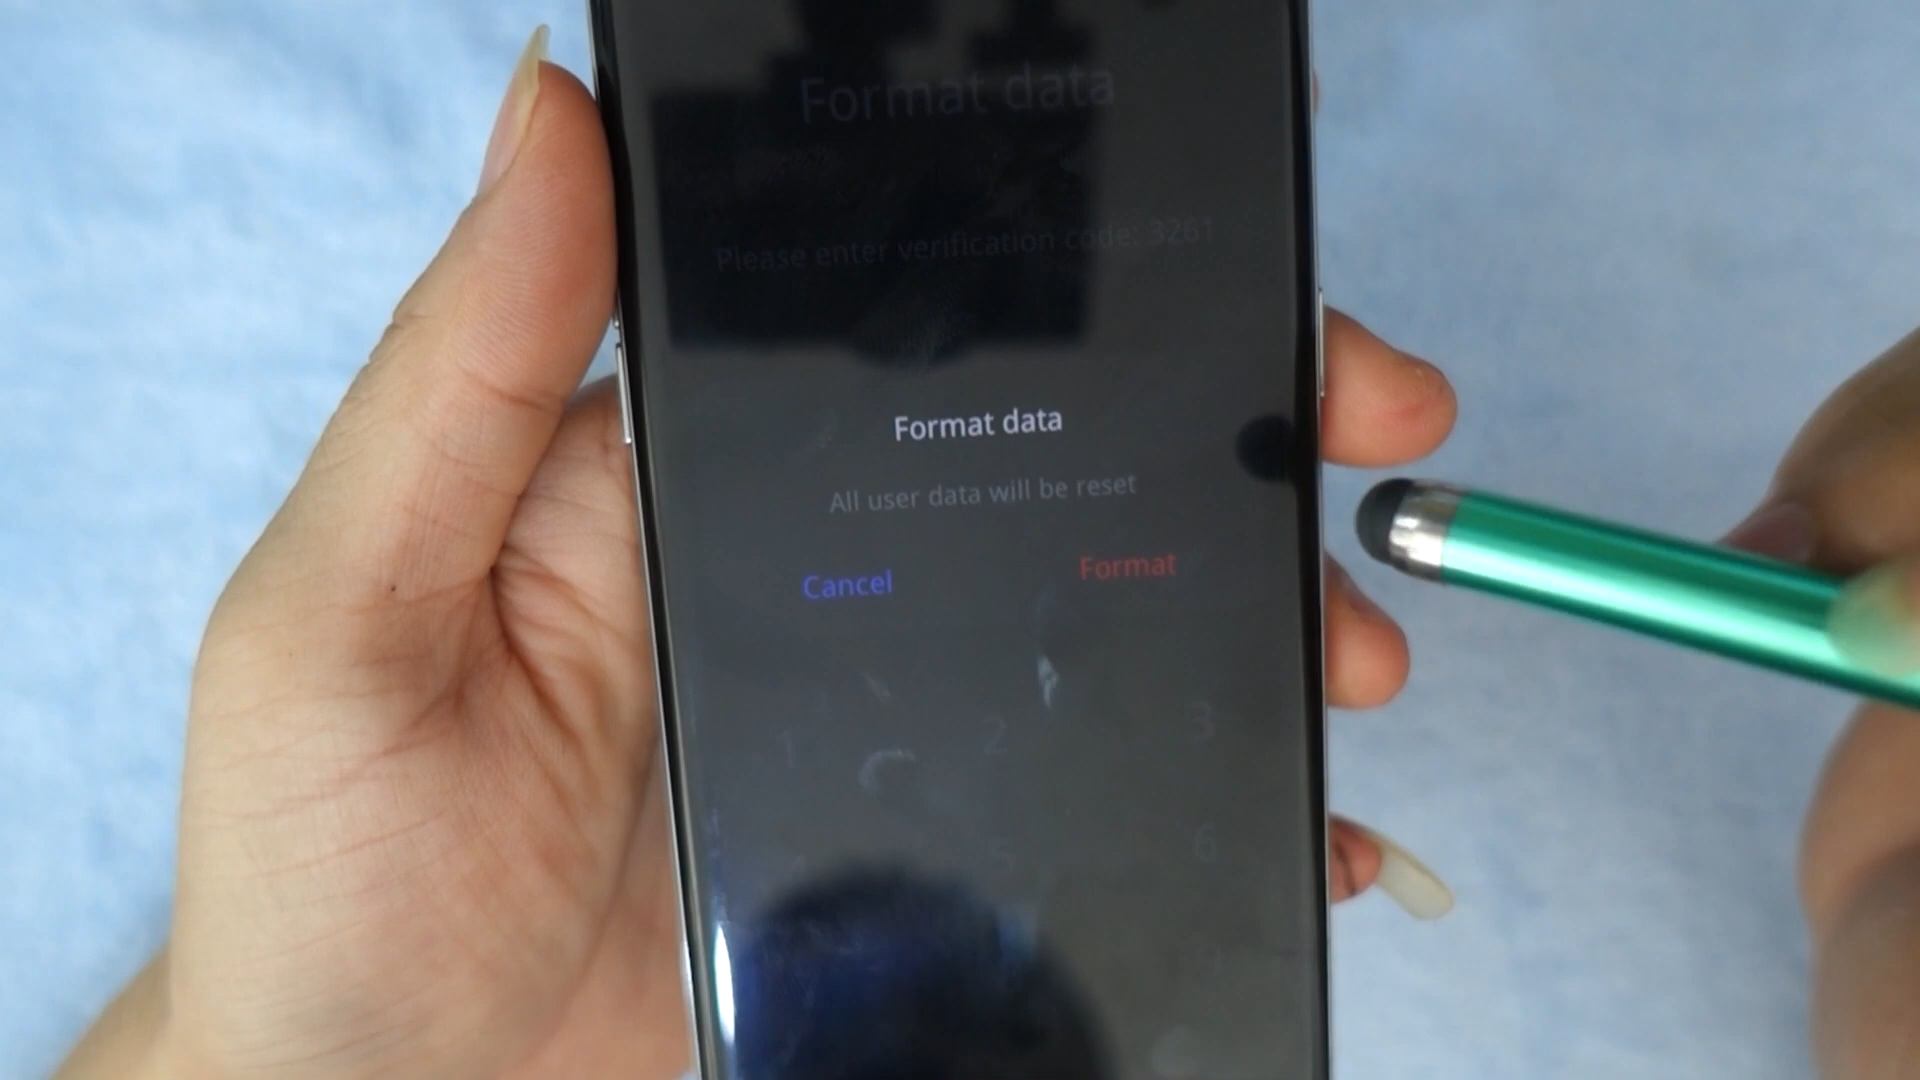 Format data
Please enter verification code: 3261
Format data
All user data will be reset
Cancel Format
1 2 3
5 6